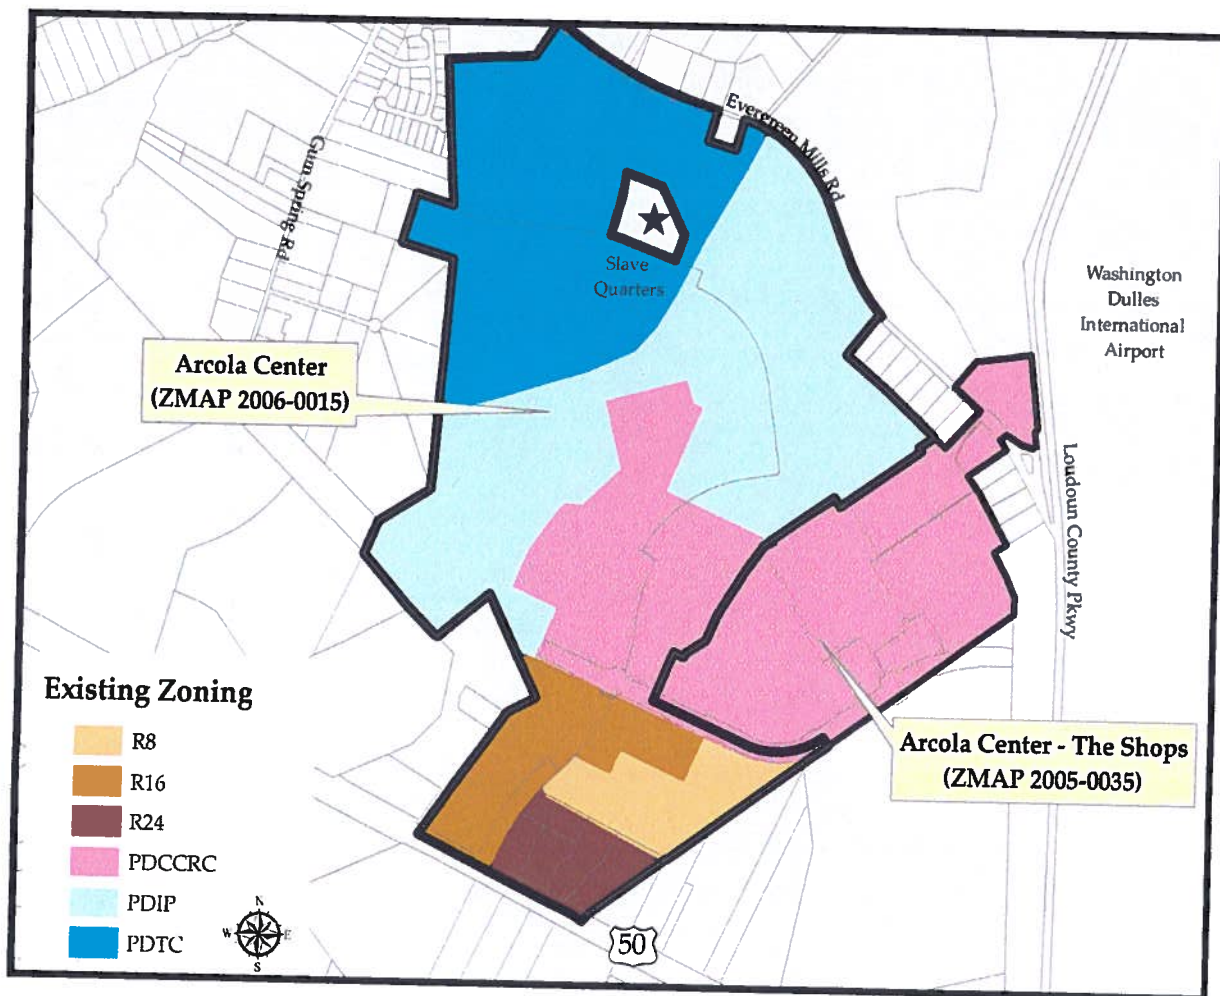 Evergreen Mills Rd
Gum Spring Rd
Slave
Quarters
Washington
Dulles
International
Airport
Arcola Center
(ZMAP 2006-0015)
Loudoun County Pkwy
Existing Zoning
R8
R16
R24
PDCCRC
PDIP
PDTC
N
W
E
S
50
Arcola Center - The Shops
(ZMAP 2005-0035)